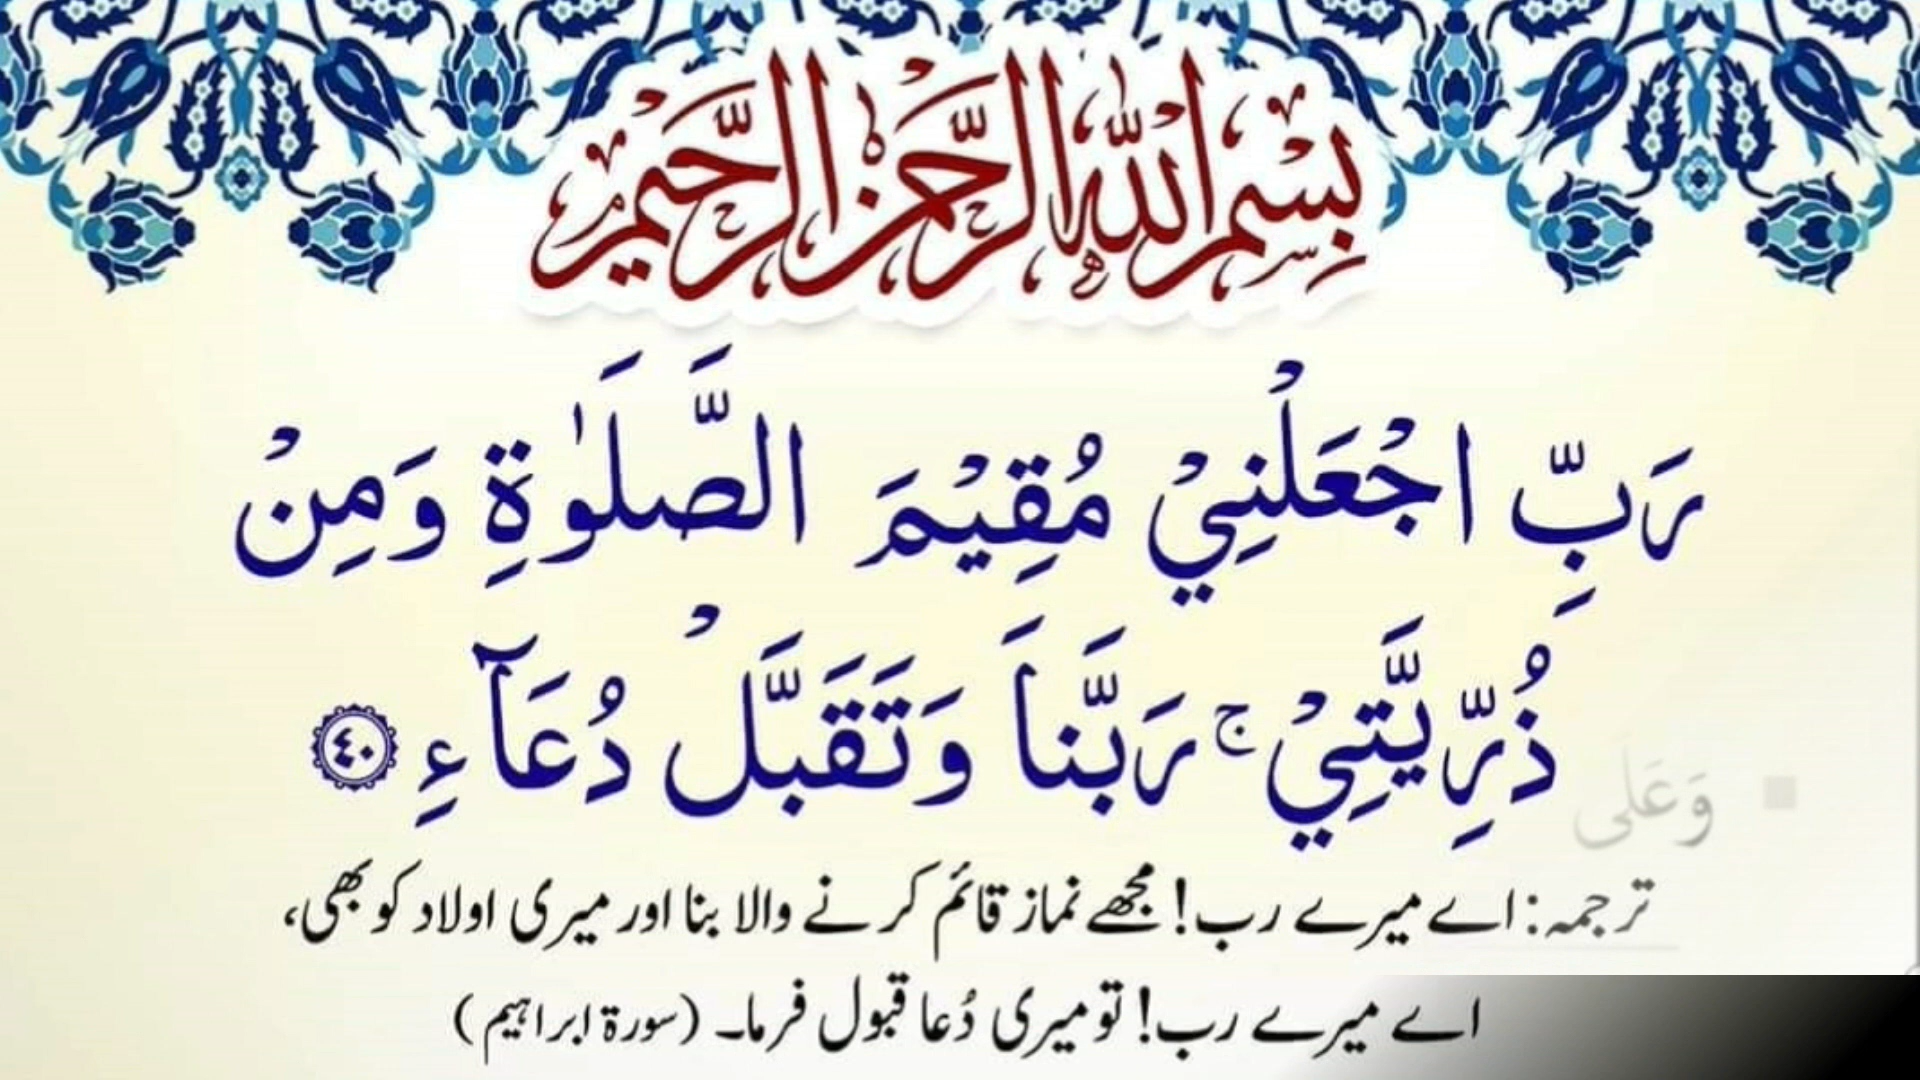 بِسْمِ اللهِ الرَّحْمٰنِ الرَّحِيْمِ
رَبِّ اجْعَلْنِيْ مُقِيْمَ الصَّلٰوةِ وَمِنْ
ذُرِّيَّتِيْ ۚ رَبَّنَا وَتَقَبَّلْ دُعَآءِ ٤٠
وَعَلَى
ترجمہ: اے میرے رب! مجھے نماز قائم کرنے والا بنا اور میری اولاد کو بھی،
اے میرے رب! تو میری دُعا قبول فرما۔ (سورۃ ابراہیم)